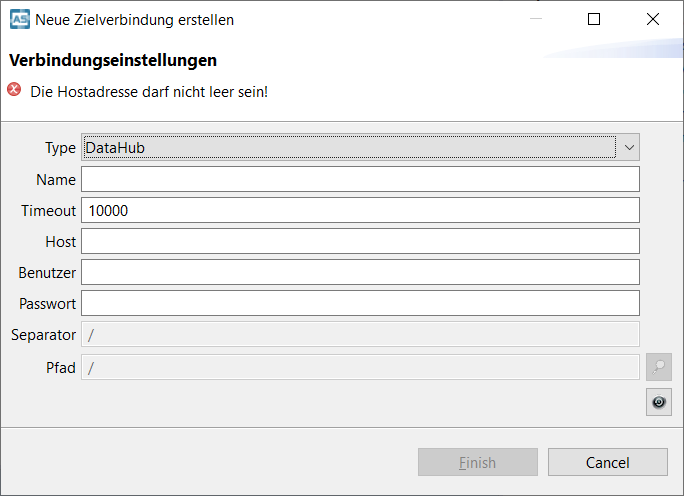 AS Neue Zielverbindung erstellen
Verbindungseinstellungen
Die Hostadresse darf nicht leer sein!
Type DataHub
Name
Timeout 10000
Host
Benutzer
Passwort
Separator /
Pfad /
Finish Cancel